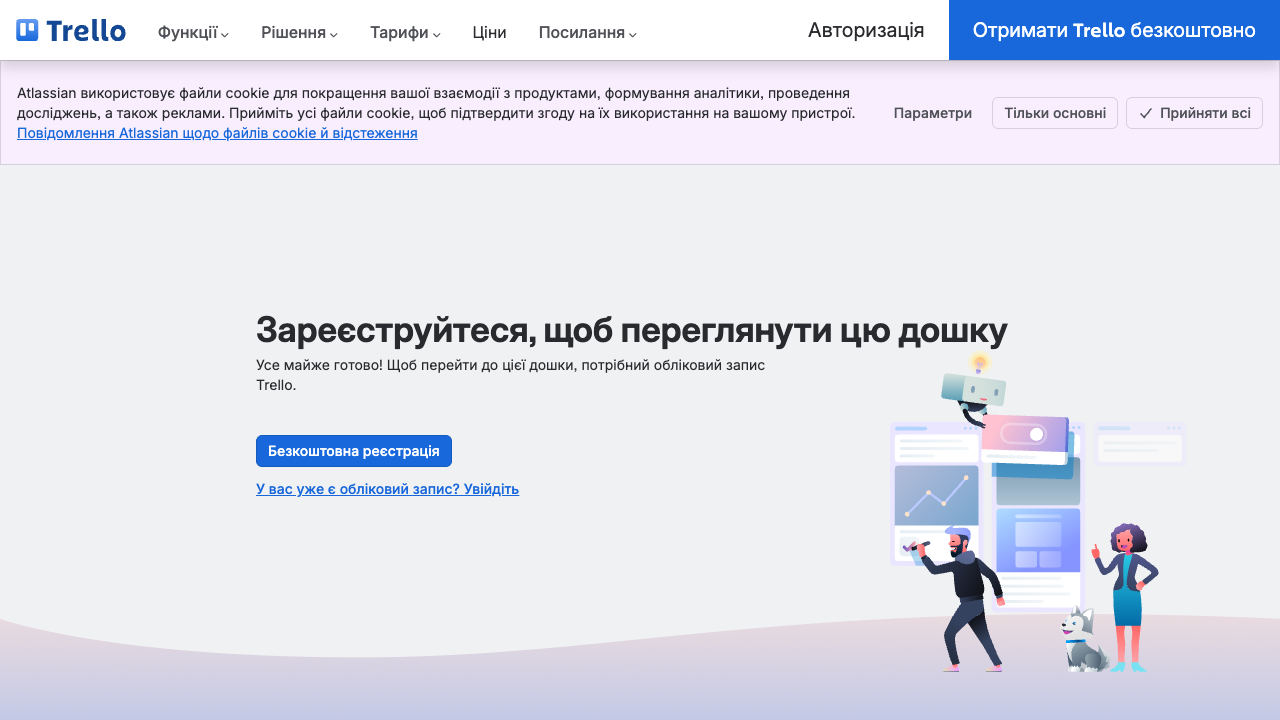 Trello
Функції
Рішення
Тарифи
Ціни
Посилання
Авторизація
Отримати Trello безкоштовно
Atlassian використовує файли cookie для покращення вашої взаємодії з продуктами, формування аналітики, проведення
досліджень, а також реклами. Прийміть усі файли cookie, щоб підтвердити згоду на їх використання на вашому пристрої.
Повідомлення Atlassian щодо файлів cookie й відстеження
Параметри
Тільки основні
Прийняти всі
Зареєструйтеся, щоб переглянути цю дошку
Усе майже готово! Щоб перейти до цієї дошки, потрібний обліковий запис
Trello.
Безкоштовна реєстрація
У вас уже є обліковий запис? Увійдіть